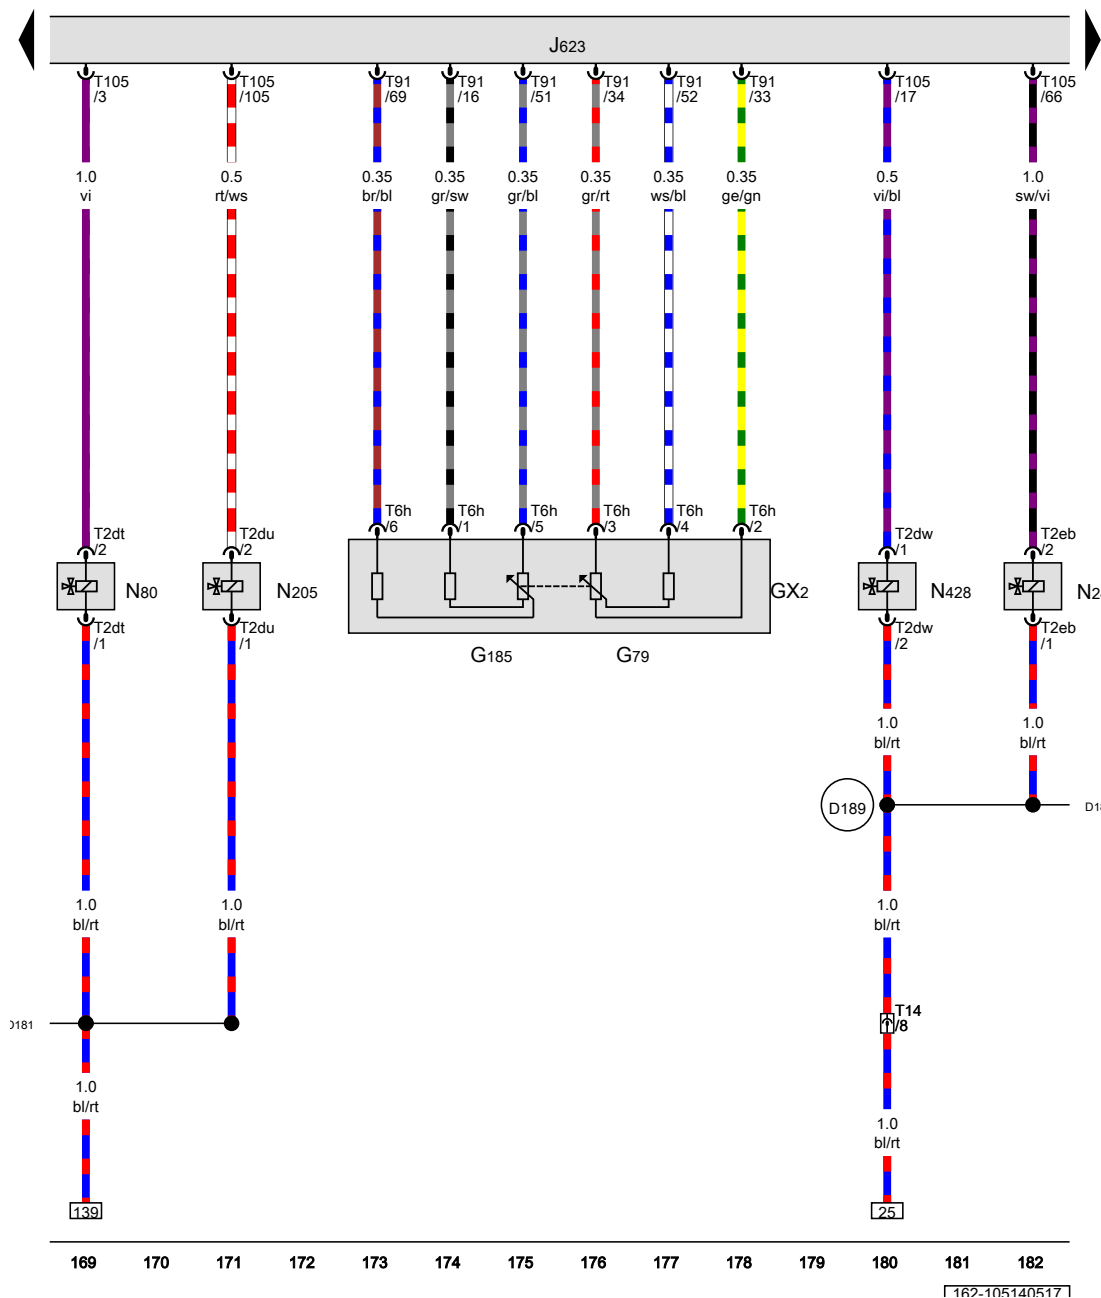 J623
T105
/3
T105
/105
T91
/69
T91
/16
T91
/51
T91
/34
T91
/52
T91
/33
T105
/17
T105
/66
1.0
vi
0.5
rt/ws
0.35
br/bl
0.35
gr/sw
0.35
gr/bl
0.35
gr/rt
0.35
ws/bl
0.35
ge/gn
0.5
vi/bl
1.0
sw/vi
T2dt
/2
T2du
/2
T6h
/6
T6h
/1
T6h
/5
T6h
/3
T6h
/4
T6h
/2
T2dw
/1
T2eb
/2
N80
N205
GX2
N428
T2dt
/1
T2du
/1
G185
G79
T2dw
/2
T2eb
/1
1.0
bl/rt
1.0
bl/rt
D189
1.0
bl/rt
1.0
bl/rt
1.0
bl/rt
T14
/8
1.0
bl/rt
1.0
bl/rt
139
25
169 170 171 172 173 174 175 176 177 178 179 180 181 182
162-105140517